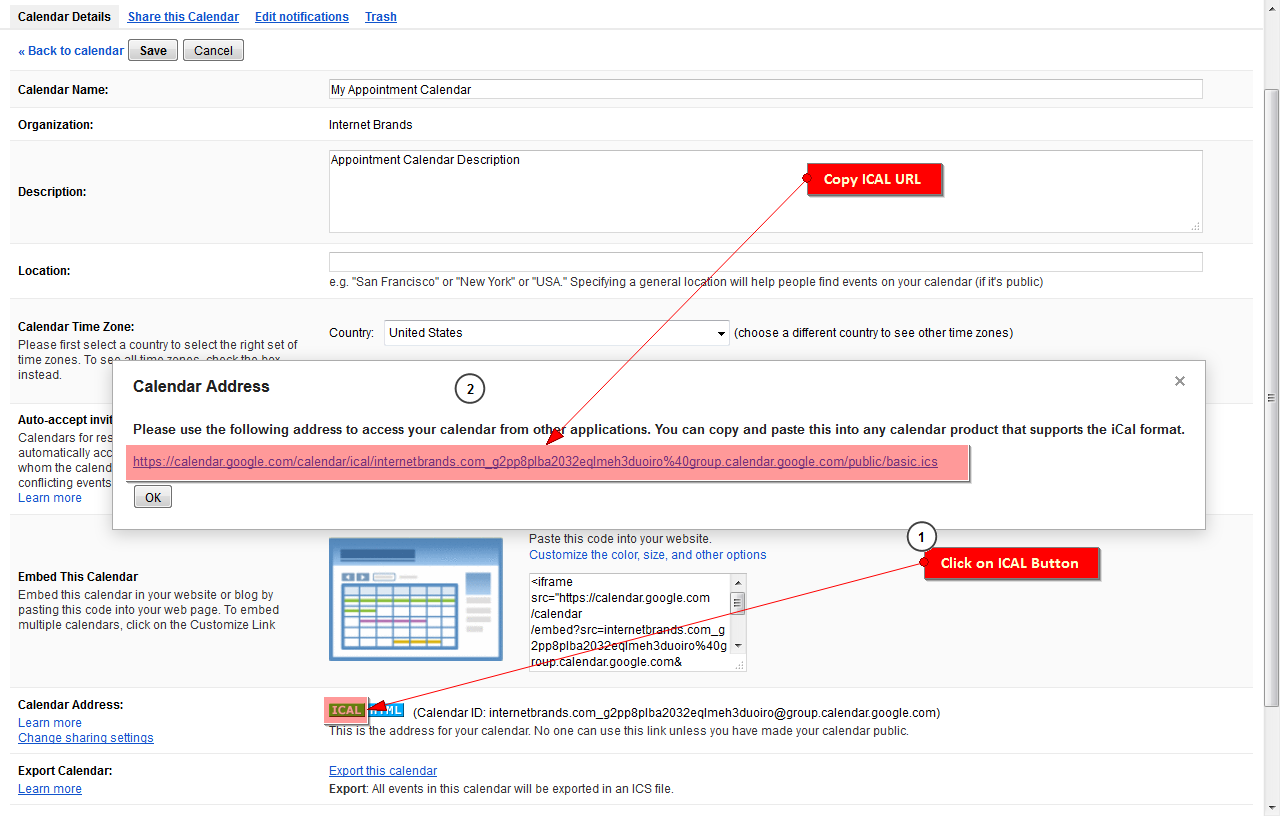 Calendar Details Share this Calendar Edit notifications Trash
« Back to calendar Save Cancel
Calendar Name: My Appointment Calendar
Organization: Internet Brands
Description:
Appointment Calendar Description
Copy ICAL URL
Location:
e.g. "San Francisco" or "New York" or "USA." Specifying a general location will help people find events on your calendar (if it's public)
Calendar Time Zone:
Please first select a country to select the right set of
time zones. To see all time zones, check the box
instead.
Country: United States (choose a different country to see other time zones)
Calendar Address 2
Please use the following address to access your calendar from other applications. You can copy and paste this into any calendar product that supports the iCal format.
https://calendar.google.com/calendar/ical/internetbrands.com_g2pp8plba2032eqlmeh3duoiro%40group.calendar.google.com/public/basic.ics
OK
Auto-accept invit
Calendars for res
automatically acc
whom the calend
conflicting events
Learn more
Embed This Calendar
Embed this calendar in your website or blog by
pasting this code into your web page. To embed
multiple calendars, click on the Customize Link
Paste this code into your website.
Customize the color, size, and other options
<iframe
src="https://calendar.google.com
/calendar
/embed?src=internetbrands.com_g
2pp8plba2032eqlmeh3duoiro%40g
roup.calendar.google.com&
1
Click on ICAL Button
Calendar Address:
Learn more
Change sharing settings
ICAL HTML (Calendar ID: internetbrands.com_g2pp8plba2032eqlmeh3duoiro@group.calendar.google.com)
This is the address for your calendar. No one can use this link unless you have made your calendar public.
Export Calendar:
Learn more
Export this calendar
Export: All events in this calendar will be exported in an ICS file.